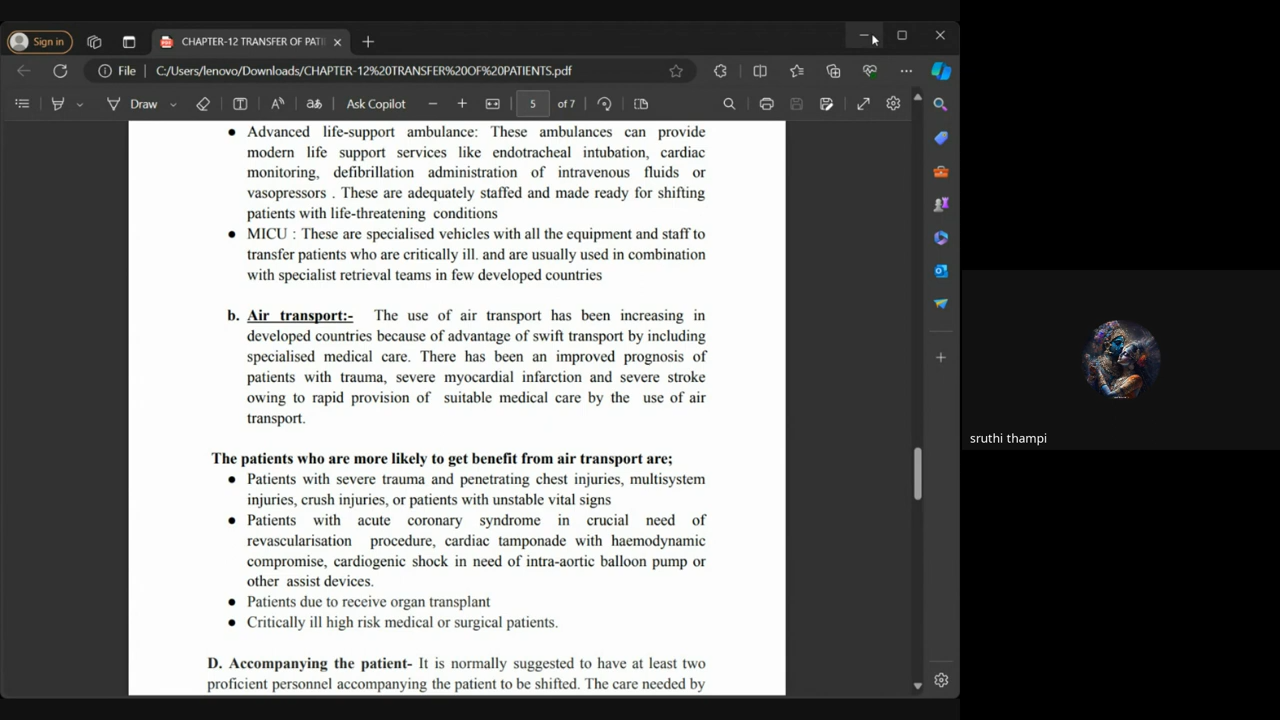 Sign in
CHAPTER-12 TRANSFER OF PATI
File
C:/Users/lenovo/Downloads/CHAPTER-12%20TRANSFER%20OF%20PATIENTS.pdf
Draw
Ask Copilot
5 of 7
● Advanced life-support ambulance: These ambulances can provide
modern life support services like endotracheal intubation, cardiac
monitoring, defibrillation administration of intravenous fluids or
vasopressors . These are adequately staffed and made ready for shifting
patients with life-threatening conditions
● MICU : These are specialised vehicles with all the equipment and staff to
transfer patients who are critically ill. and are usually used in combination
with specialist retrieval teams in few developed countries
b. Air transport:- The use of air transport has been increasing in
developed countries because of advantage of swift transport by including
specialised medical care. There has been an improved prognosis of
patients with trauma, severe myocardial infarction and severe stroke
owing to rapid provision of suitable medical care by the use of air
transport.
The patients who are more likely to get benefit from air transport are;
● Patients with severe trauma and penetrating chest injuries, multisystem
injuries, crush injuries, or patients with unstable vital signs
● Patients with acute coronary syndrome in crucial need of
revascularisation procedure, cardiac tamponade with haemodynamic
compromise, cardiogenic shock in need of intra-aortic balloon pump or
other assist devices.
● Patients due to receive organ transplant
● Critically ill high risk medical or surgical patients.
D. Accompanying the patient- It is normally suggested to have at least two
proficient personnel accompanying the patient to be shifted. The care needed by
sruthi thampi